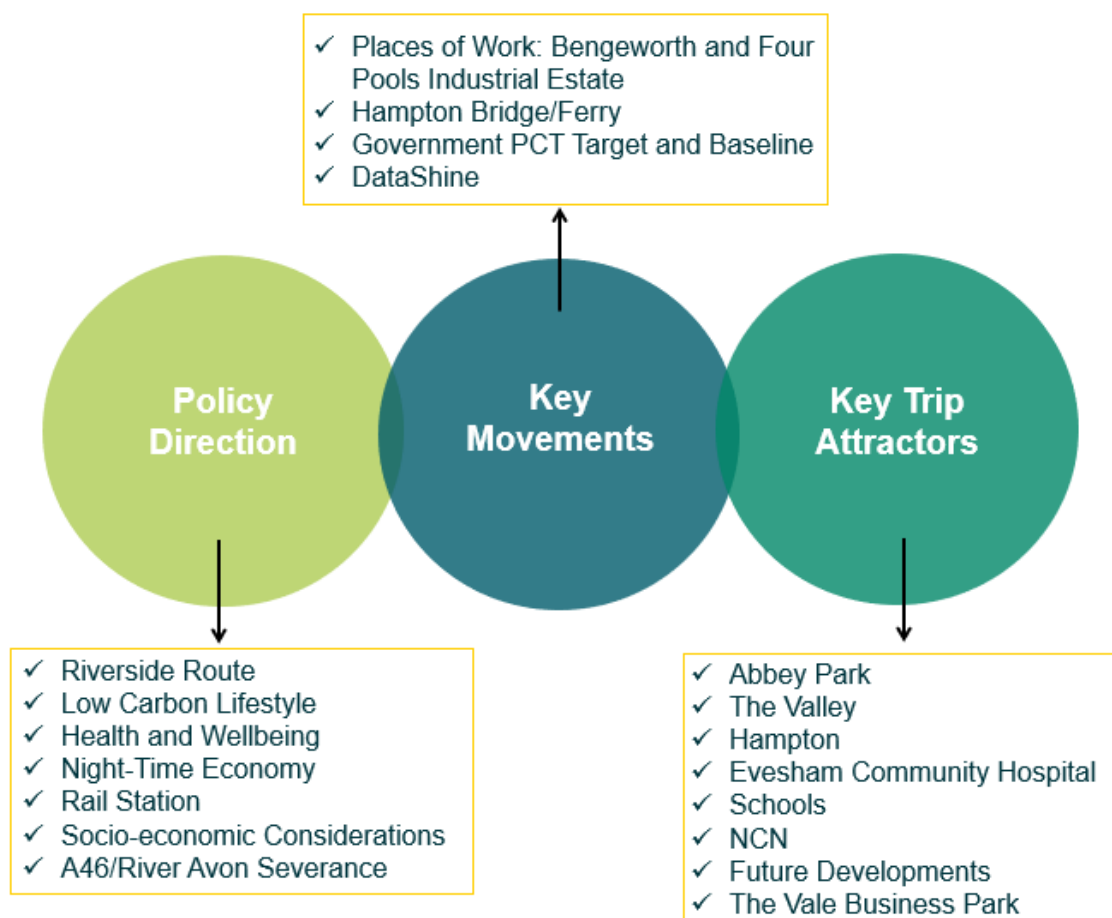 ✓ Places of Work: Bengeworth and Four
Pools Industrial Estate
✓ Hampton Bridge/Ferry
✓ Government PCT Target and Baseline
✓ DataShine
Policy
Direction
Key
Movements
Key Trip
Attractors
✓ Riverside Route
✓ Low Carbon Lifestyle
✓ Health and Wellbeing
✓ Night-Time Economy
✓ Rail Station
✓ Socio-economic Considerations
✓ A46/River Avon Severance
✓ Abbey Park
✓ The Valley
✓ Hampton
✓ Evesham Community Hospital
✓ Schools
✓ NCN
✓ Future Developments
✓ The Vale Business Park